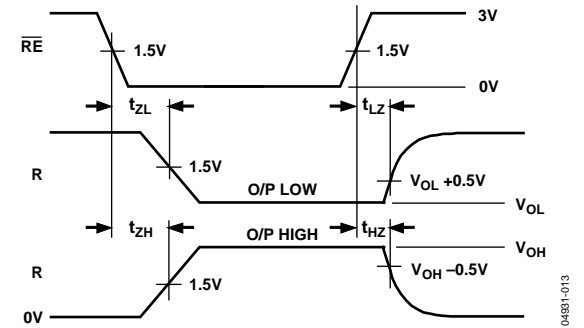 3V
R̅E̅
1.5V
1.5V
0V
tZL
tLZ
1.5V
R
O/P LOW
VOL +0.5V
VOL
tZH
O/P HIGH
tHZ
VOH
R
1.5V
VOH –0.5V
0V
04931-013